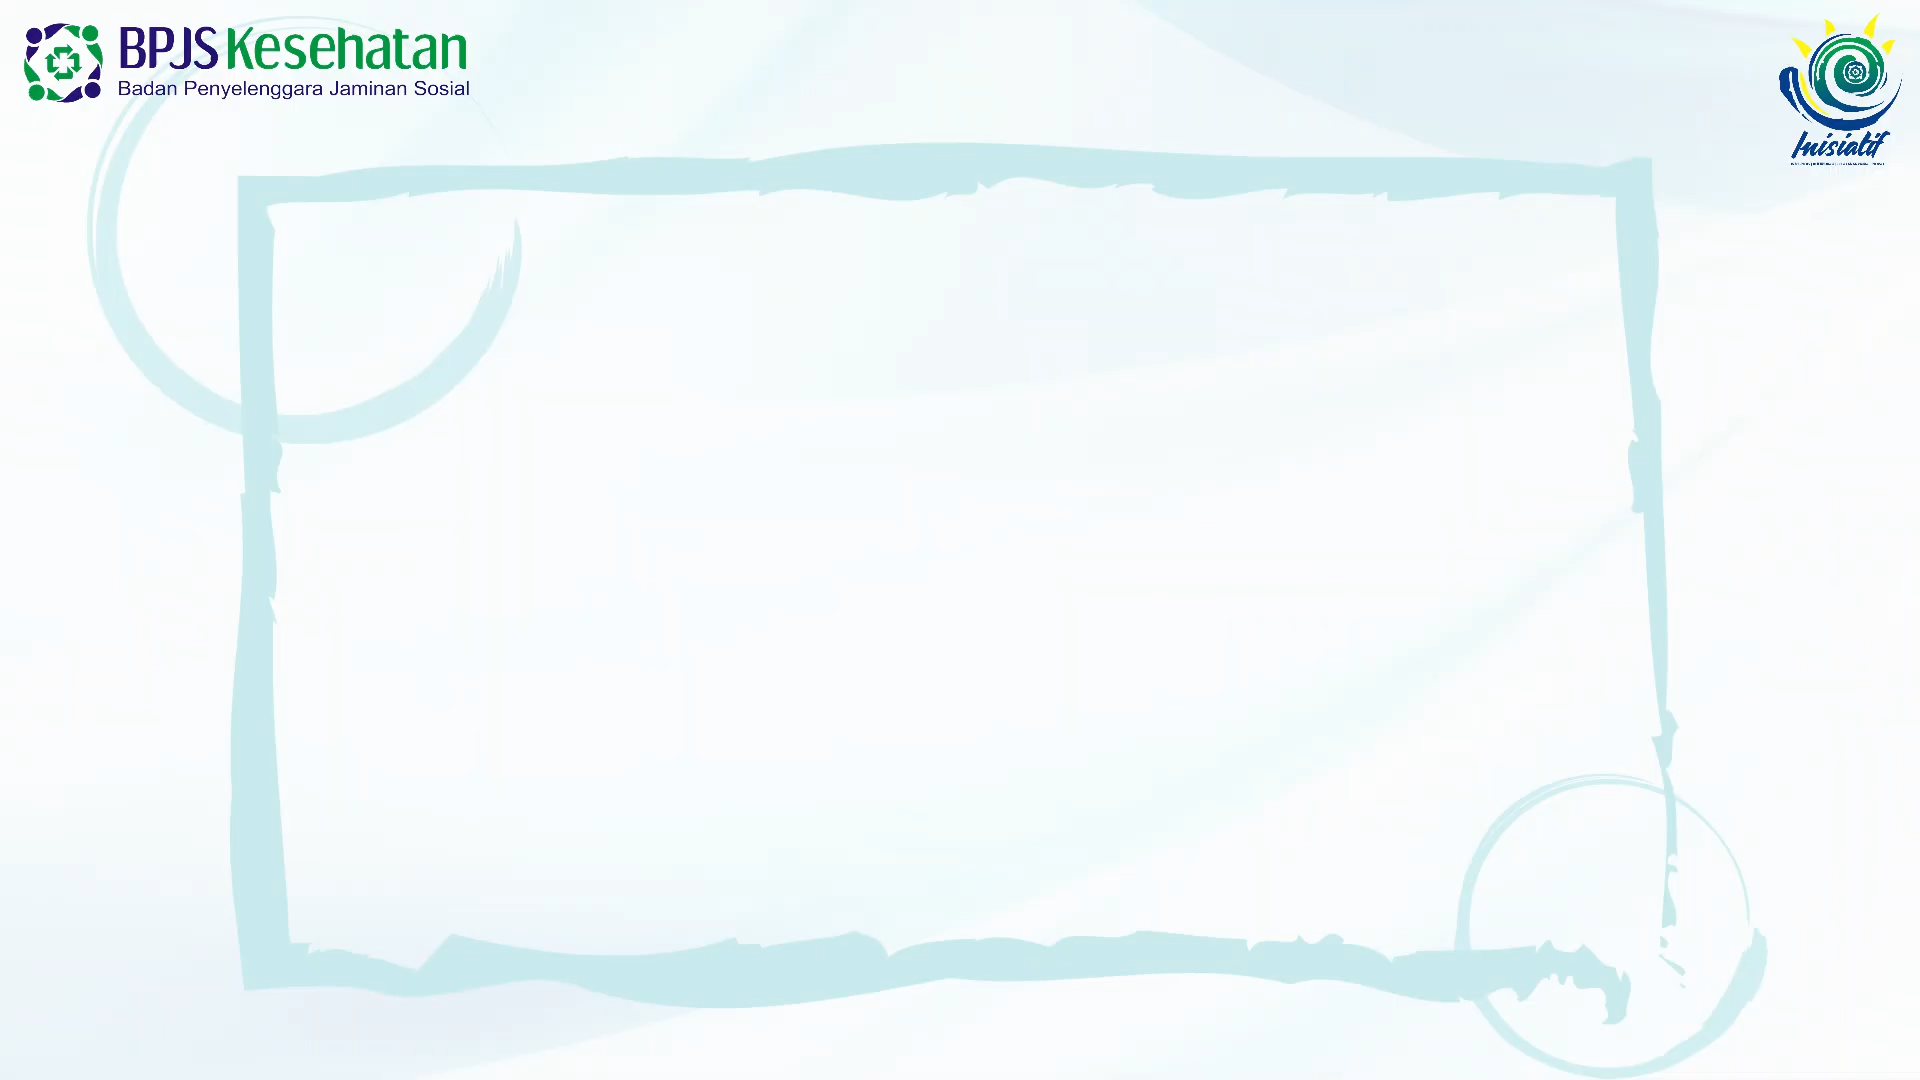 BPJS Kesehatan
Badan Penyelenggara Jaminan Sosial
Inisiatif